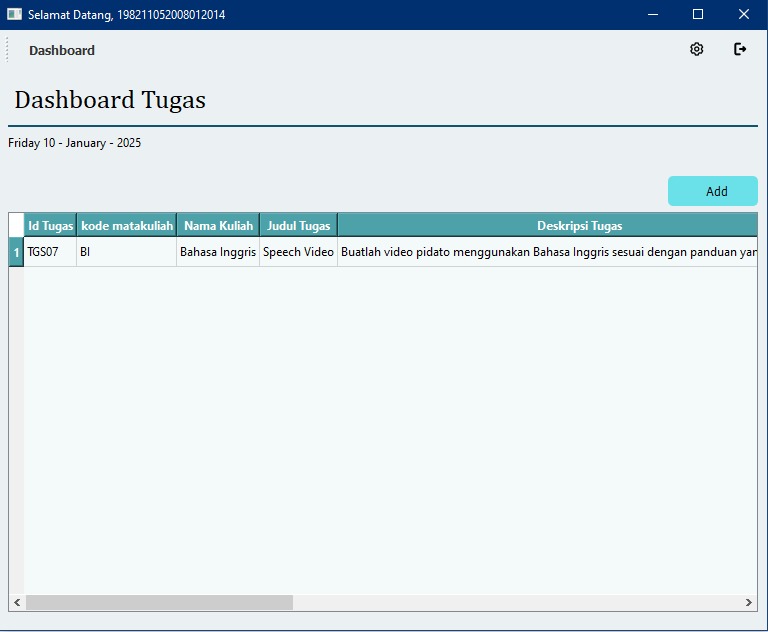 Selamat Datang, 198211052008012014
Dashboard
Dashboard Tugas
Friday 10 - January - 2025
Add
Id Tugas kode matakuliah Nama Kuliah Judul Tugas Deskripsi Tugas
1 TGS07 BI Bahasa Inggris Speech Video Buatlah video pidato menggunakan Bahasa Inggris sesuai dengan panduan yan